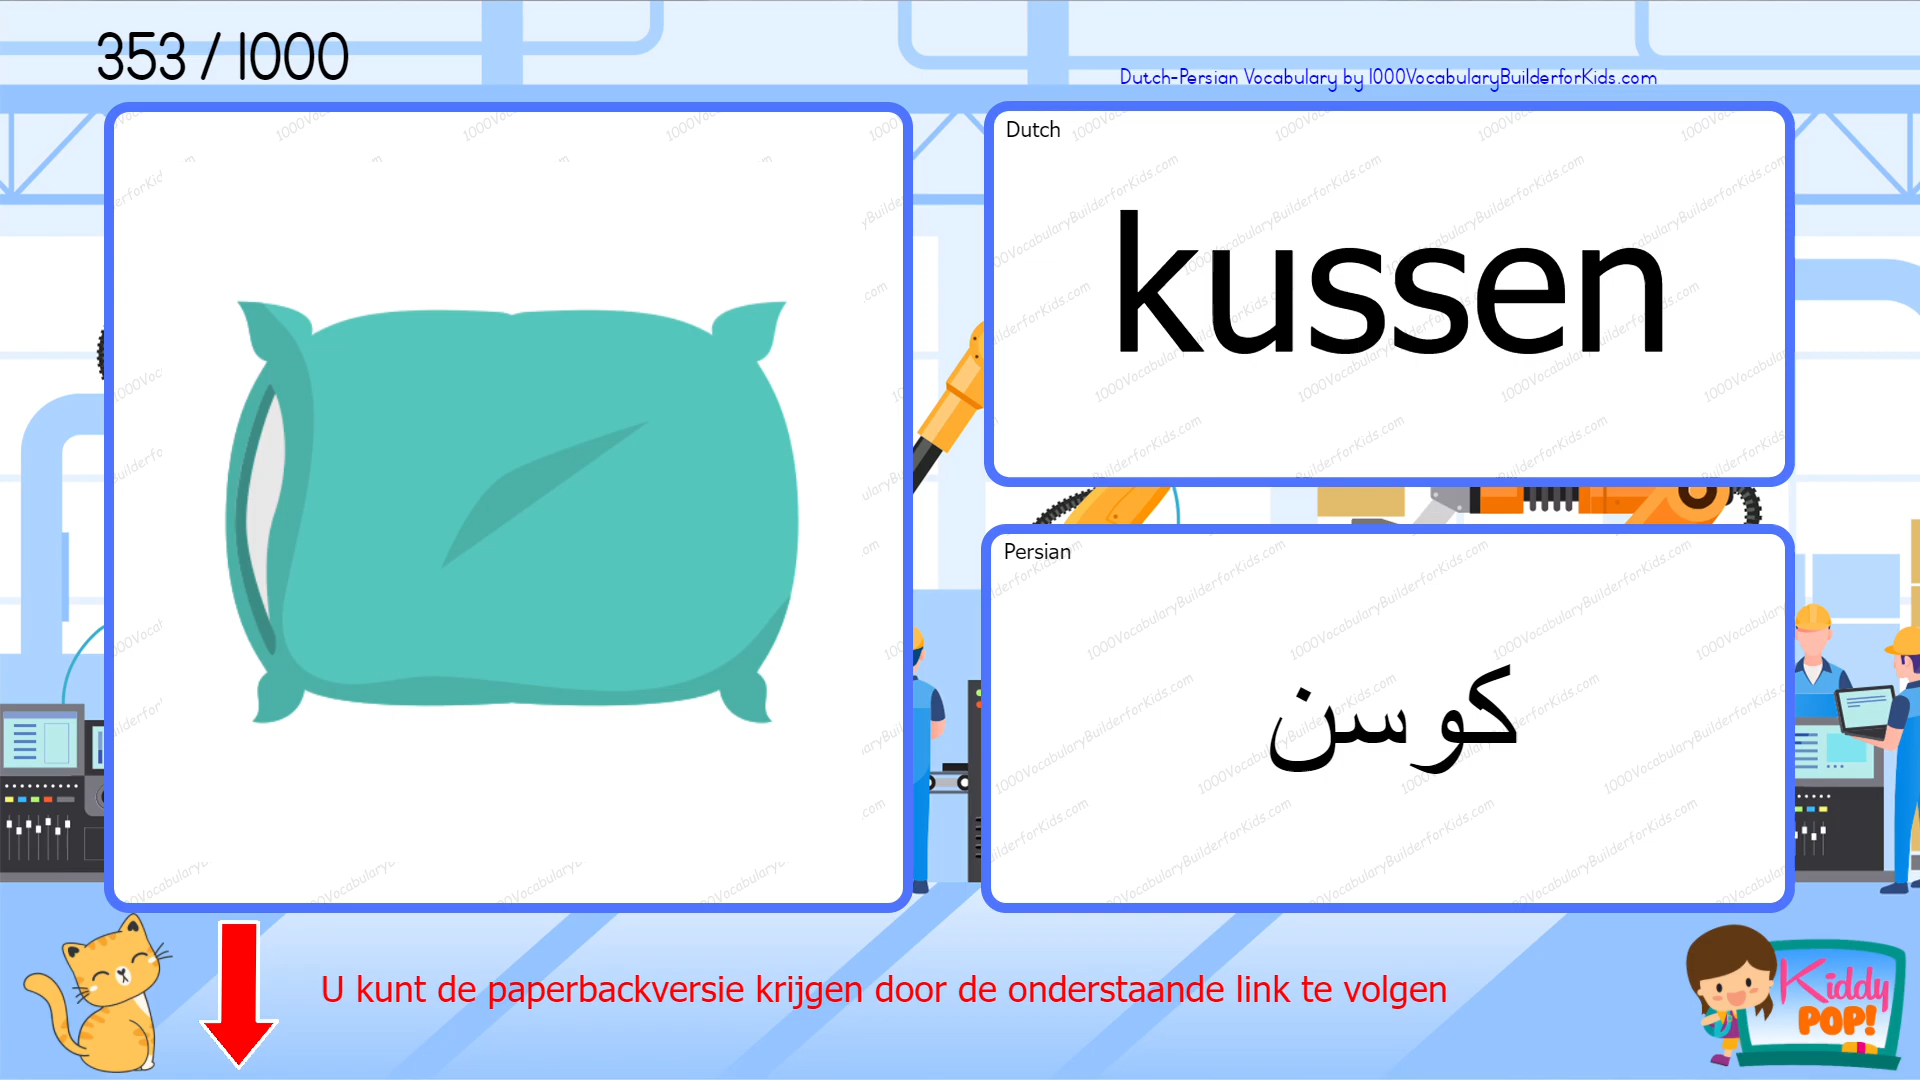 353 / 1000
Dutch-Persian Vocabulary by 1000VocabularyBuilderforKids.com
Dutch
kussen
Persian
کوسن
U kunt de paperbackversie krijgen door de onderstaande link te volgen
Kiddy
POP!